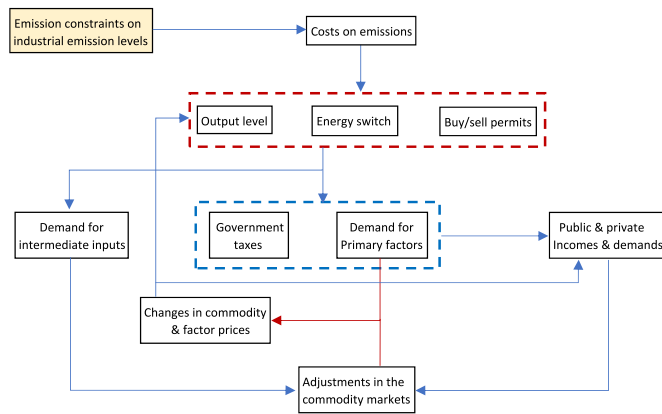 Emission constraints on
industrial emission levels
Costs on emissions
Output level
Energy switch
Buy/sell permits
Demand for
intermediate inputs
Government
taxes
Demand for
Primary factors
Public & private
Incomes & demands
Changes in commodity
& factor prices
Adjustments in the
commodity markets